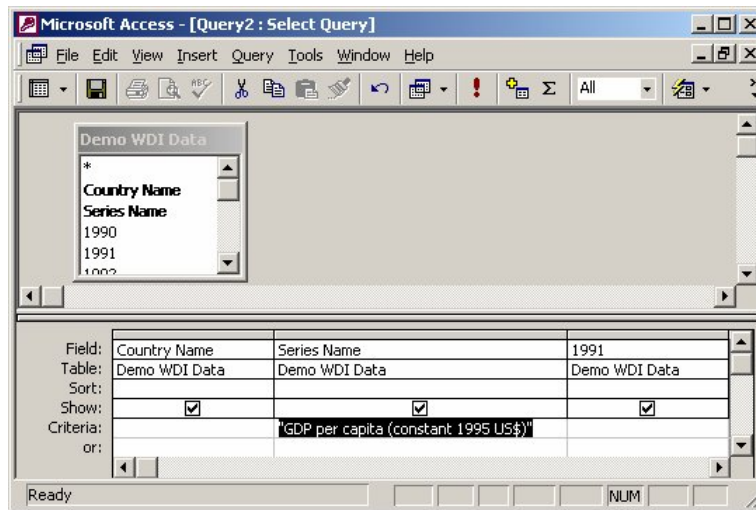 Microsoft Access - [Query2 : Select Query]
File Edit View Insert Query Tools Window Help
ABC Σ All
Demo WDI Data
*
Country Name
Series Name
1990
1991
1992
Field: Country Name Series Name 1991
Table: Demo WDI Data Demo WDI Data Demo WDI Data
Sort:
Show:
Criteria: "GDP per capita (constant 1995 US$)"
or:
Ready NUM